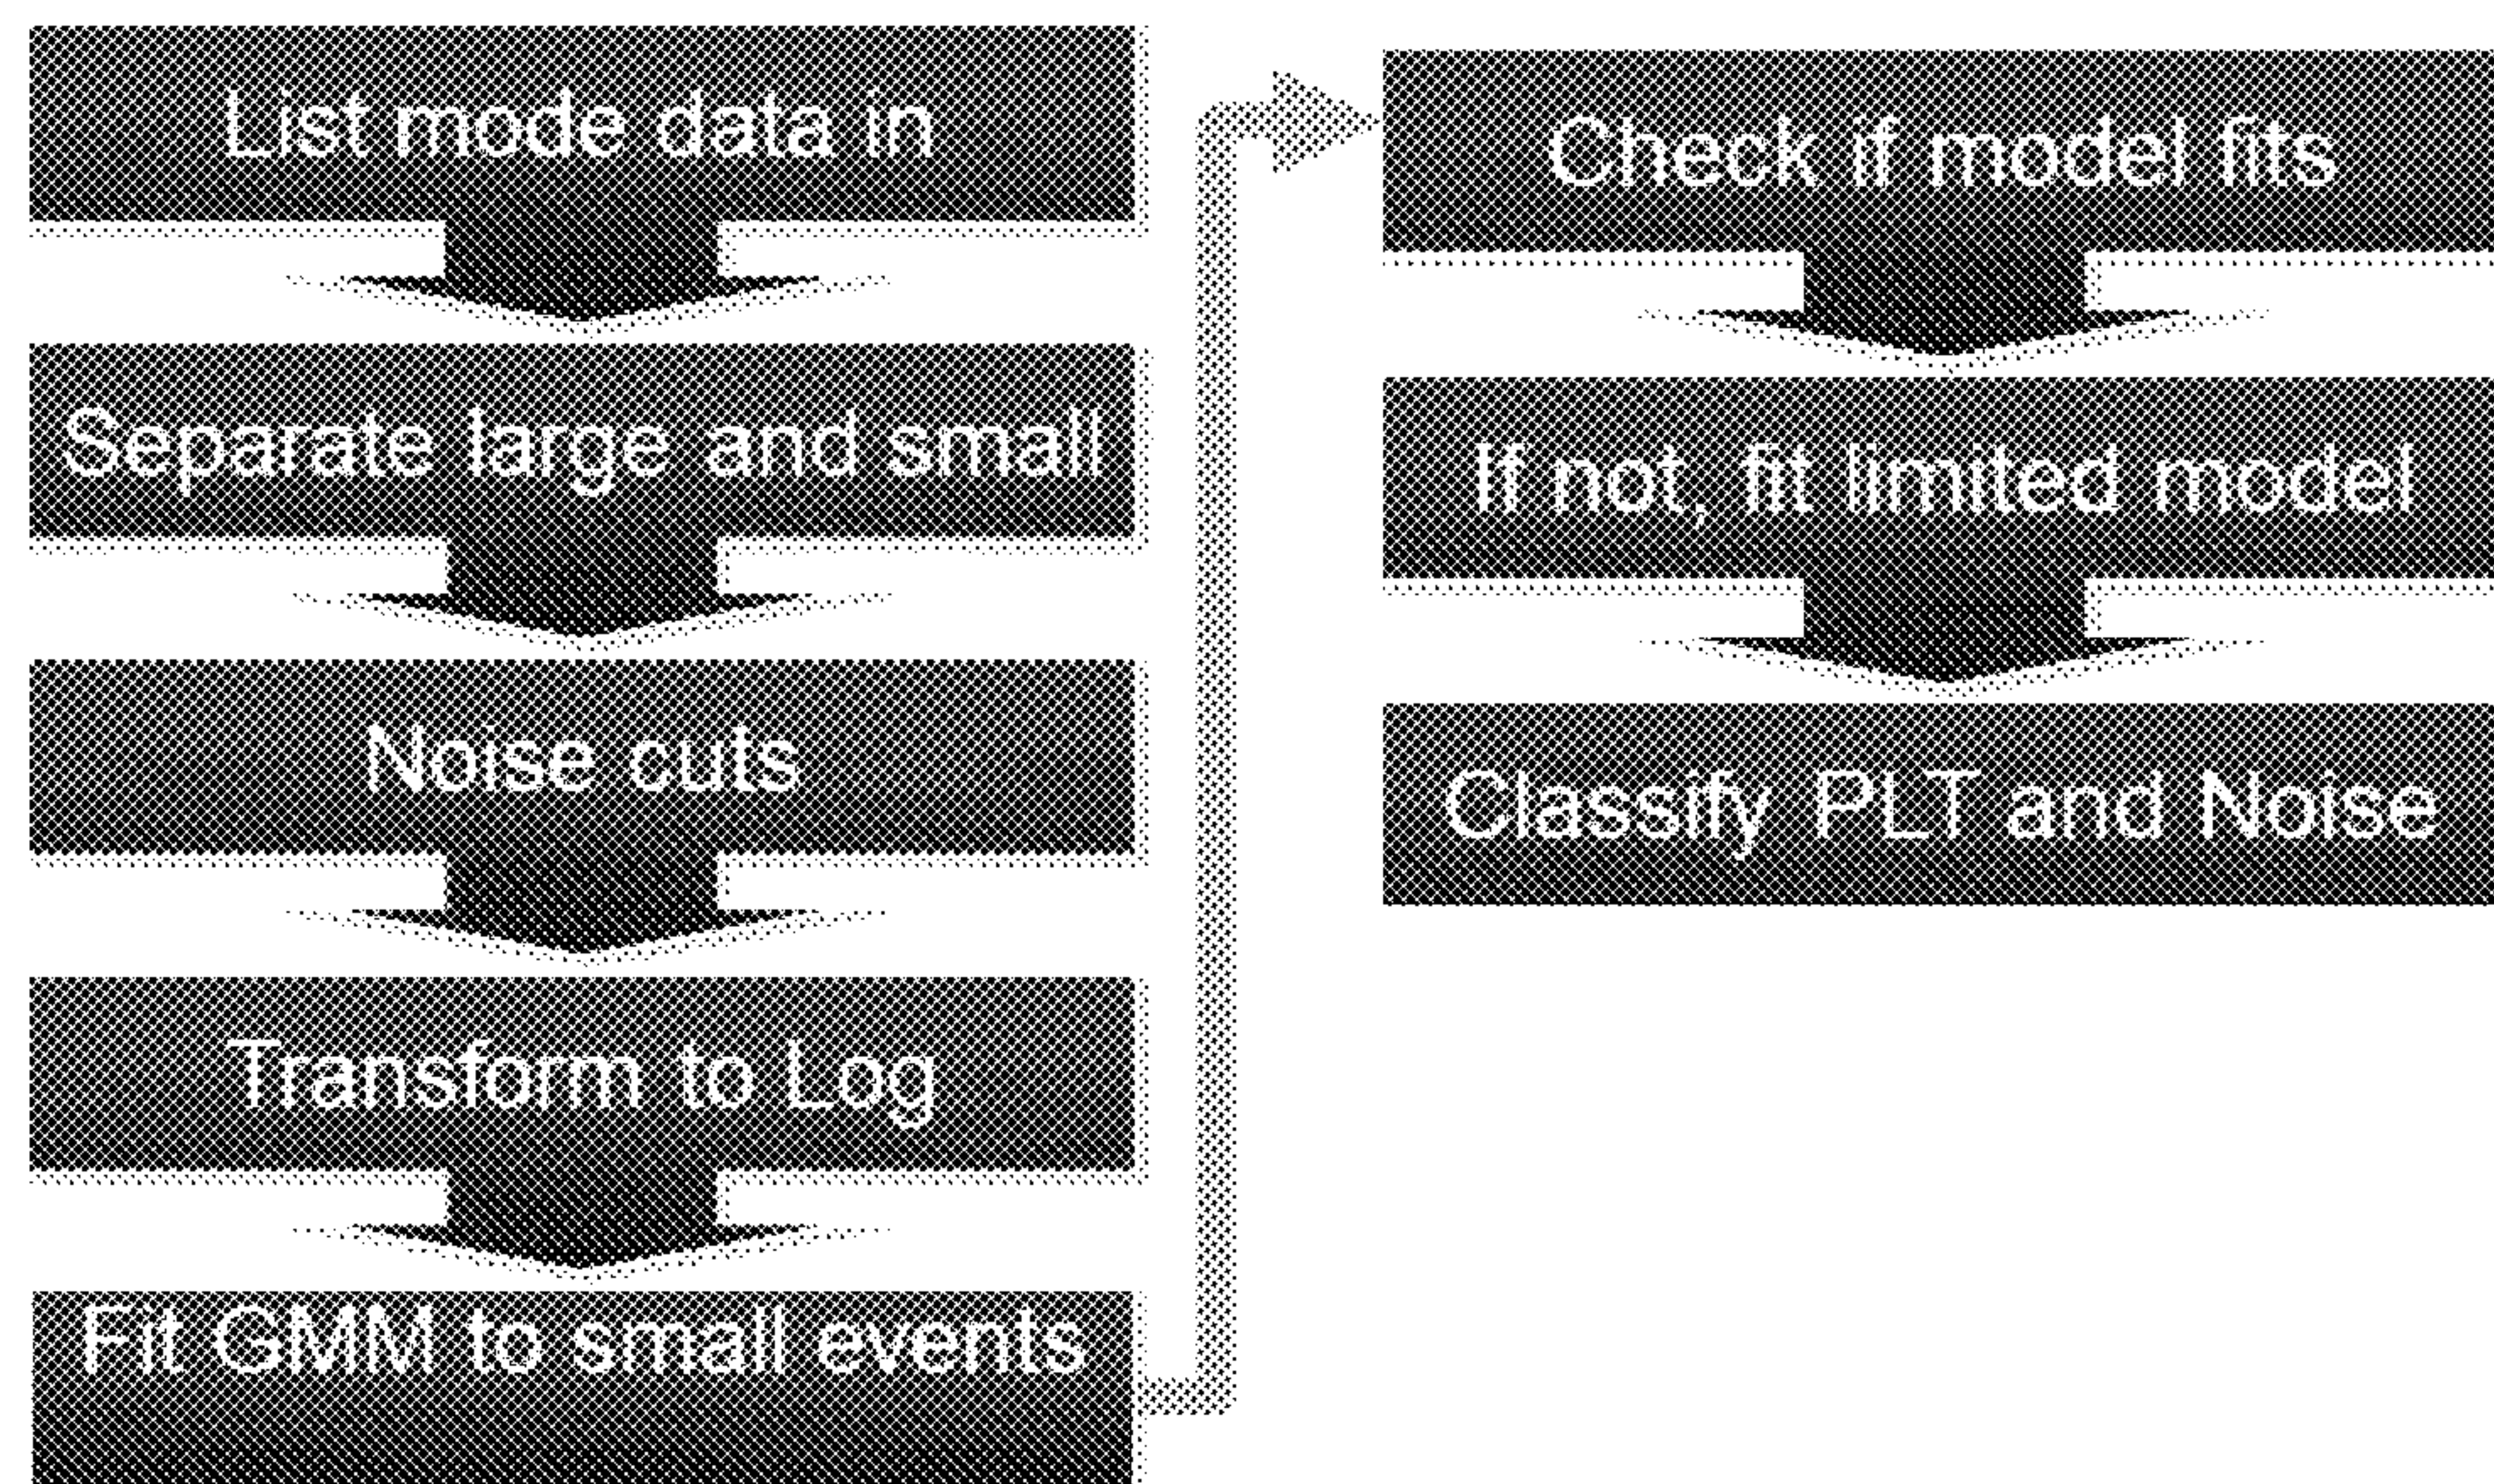 List mode data in
Separate large and small
Noise cuts
Transform to Log
Fit GMM to small events
Check if model fits
If not, fit limited model
Classify PLT and Noise